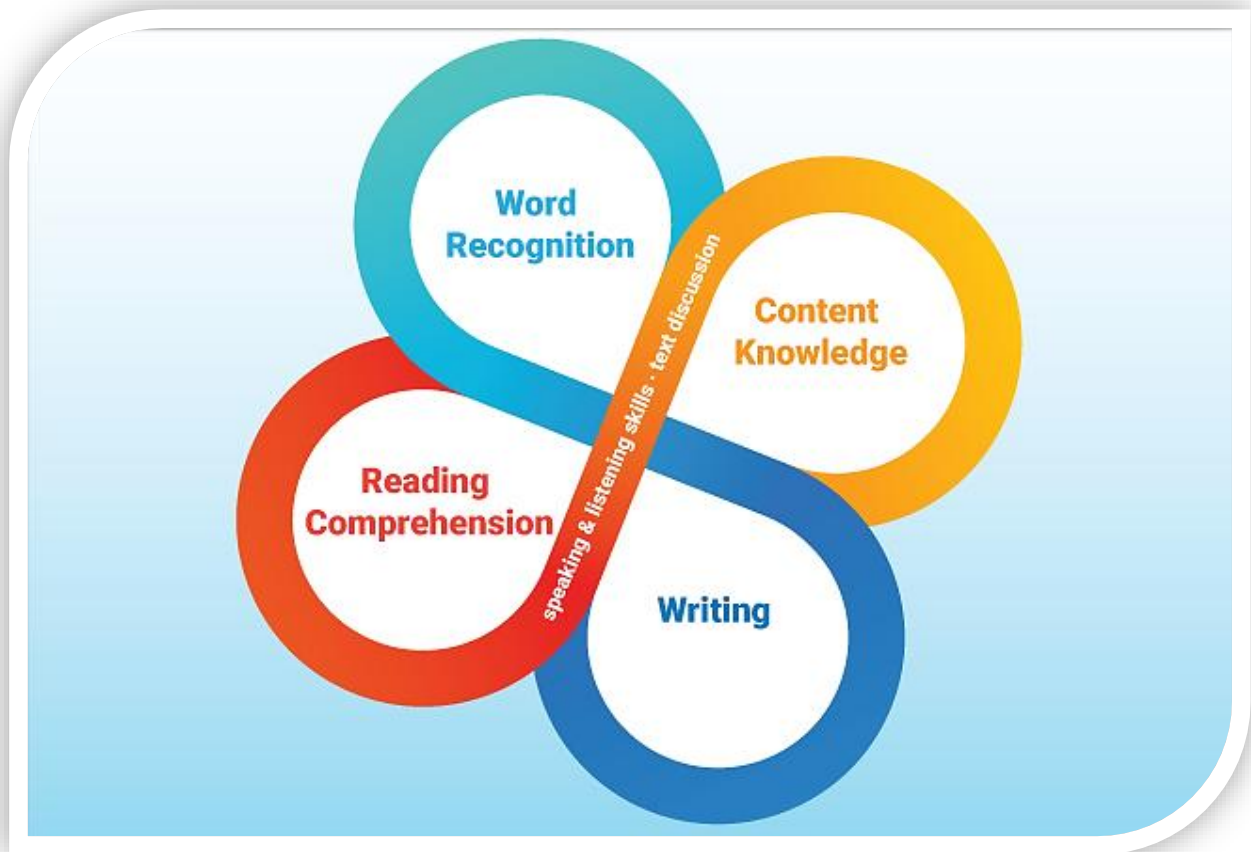 Word
Recognition
Content
Knowledge
speaking & listening skills · text discussion
Reading
Comprehension
Writing